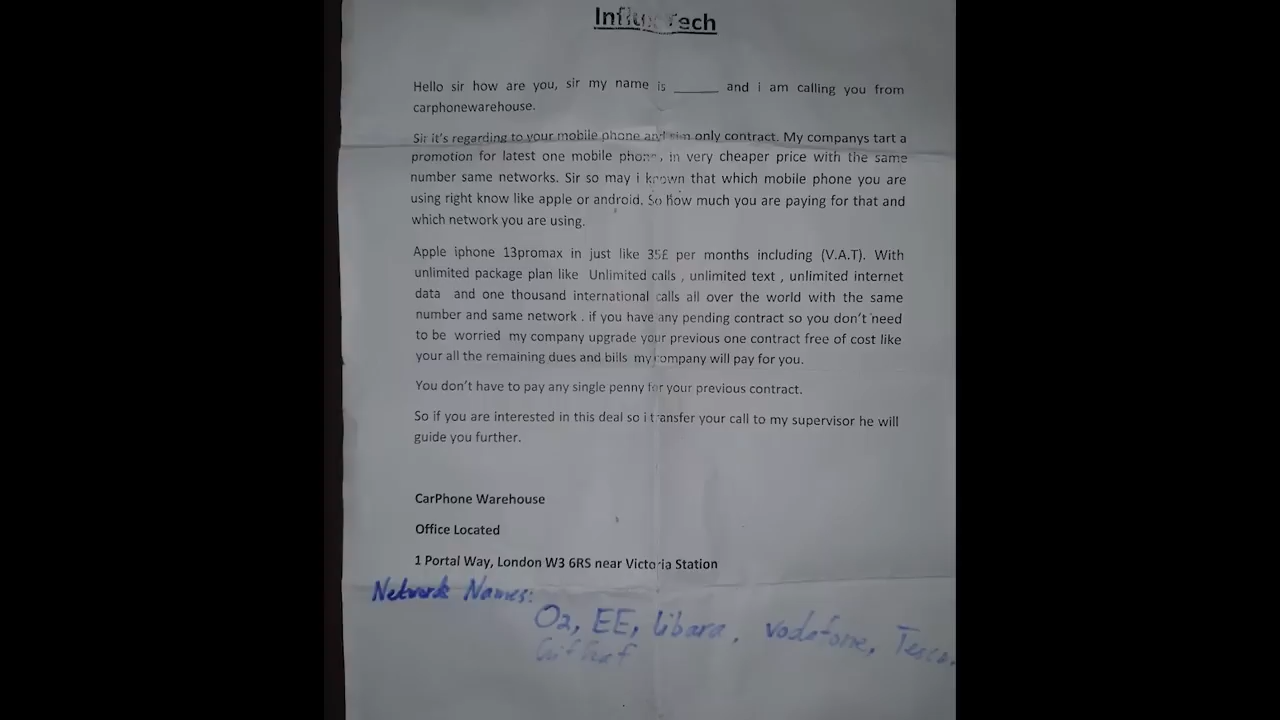 Influx Tech
Hello sir how are you, sir my name is ______ and i am calling you from
carphonewarehouse.
Sir it's regarding to your mobile phone and sim only contract. My companys tart a
promotion for latest one mobile phone, in very cheaper price with the same
number same networks. Sir so may i known that which mobile phone you are
using right know like apple or android. So how much you are paying for that and
which network you are using.
Apple iphone 13promax in just like 35£ per months including (V.A.T). With
unlimited package plan like Unlimited calls , unlimited text , unlimited internet
data and one thousand international calls all over the world with the same
number and same network . if you have any pending contract so you don't need
to be worried my company upgrade your previous one contract free of cost like
your all the remaining dues and bills my company will pay for you.
You don't have to pay any single penny for your previous contract.
So if you are interested in this deal so i transfer your call to my supervisor he will
guide you further.
CarPhone Warehouse
Office Located
1 Portal Way, London W3 6RS near Victoria Station
Network Names:
O2, EE, libara, vodafone, Tesco.